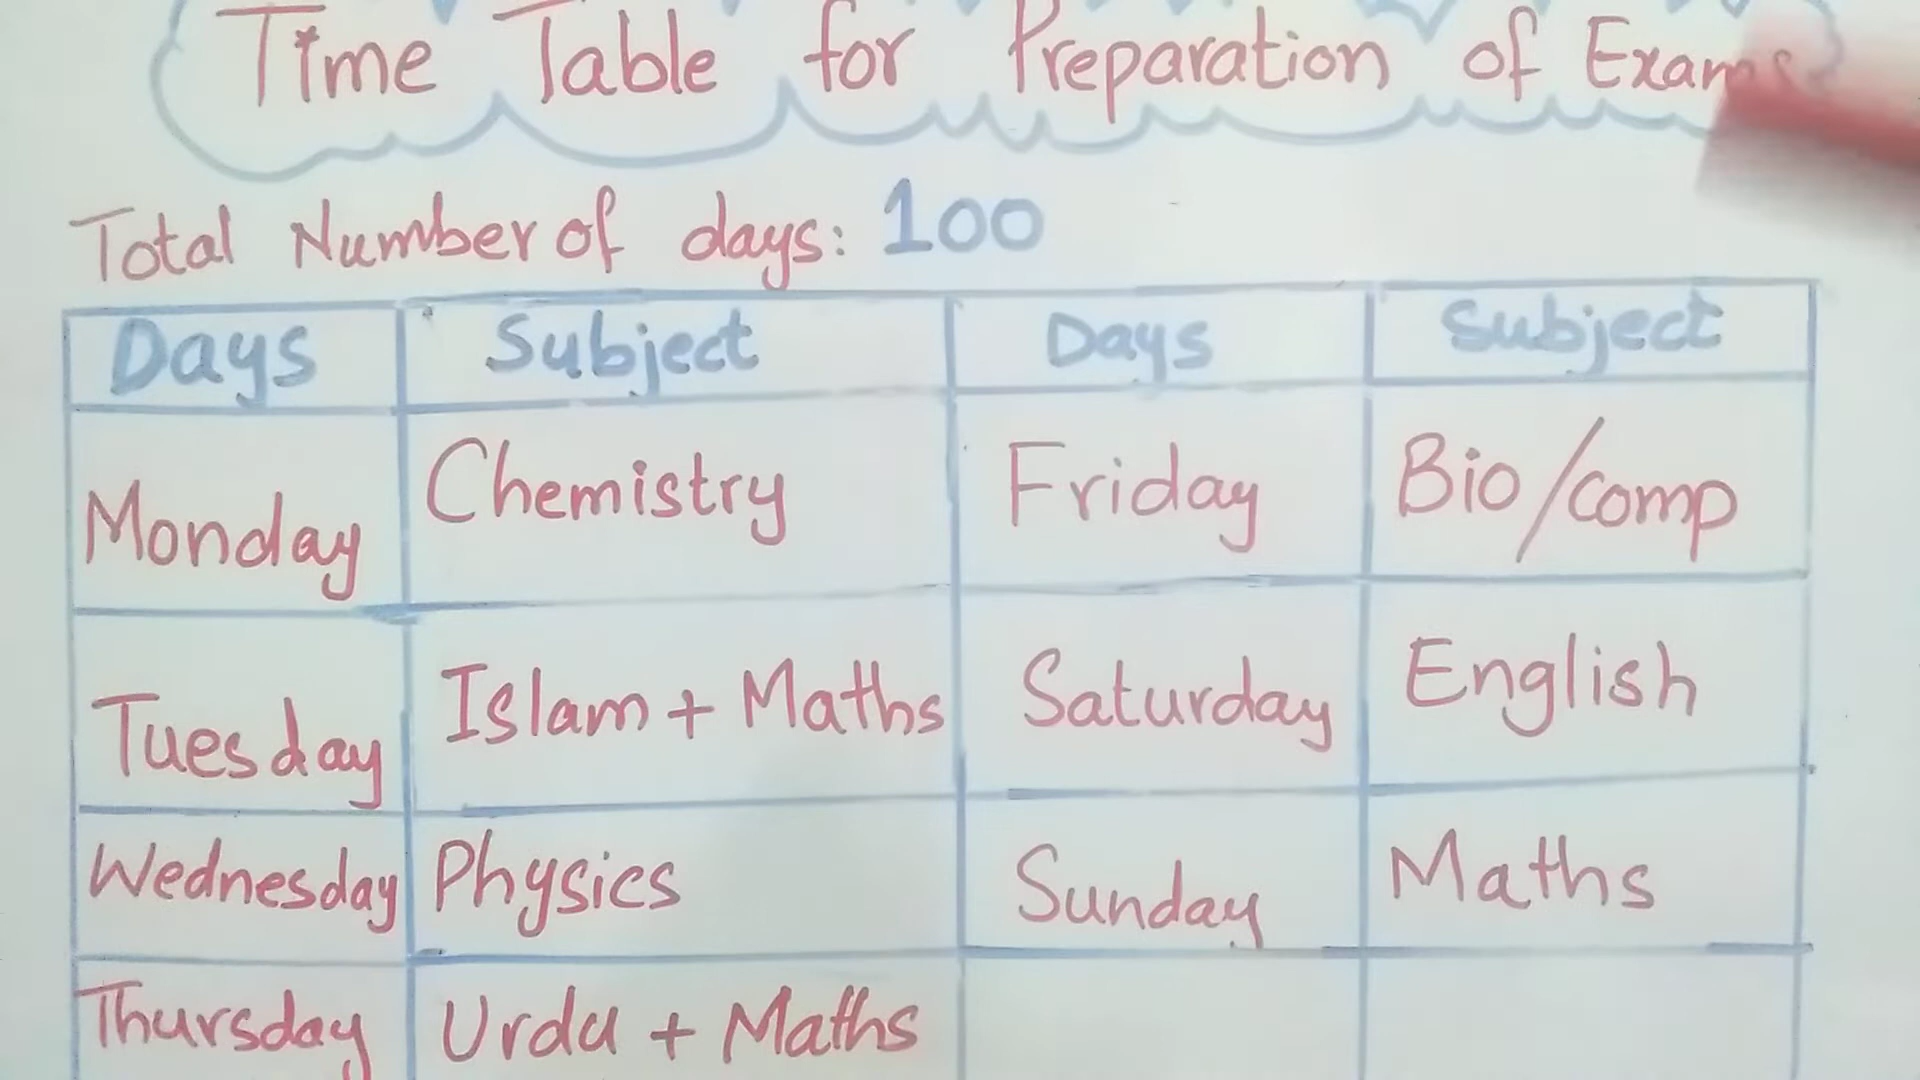 Time Table for Preparation of Exams
Total Number of days: 100
Days Subject Days Subject
Monday Chemistry Friday Bio/comp
Tuesday Islam + Maths Saturday English
Wednesday Physics Sunday Maths
Thursday Urdu + Maths